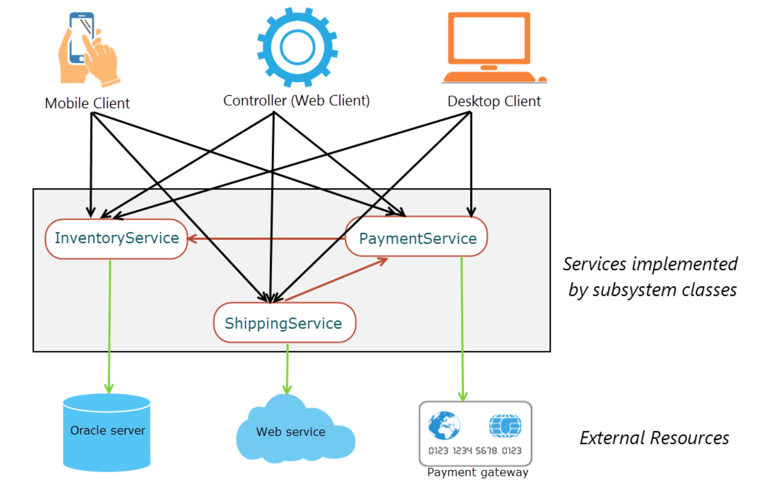 Mobile Client
Controller (Web Client)
Desktop Client
InventoryService
PaymentService
Services implemented
by subsystem classes
ShippingService
Oracle server
Web service
0123 1234 5678 0123
Payment gateway
External Resources